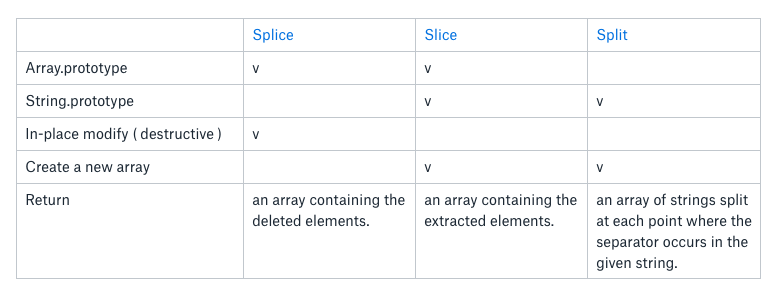 Splice Slice Split
Array.prototype v v
String.prototype v v
In-place modify ( destructive ) v
Create a new array v v
Return an array containing the an array containing the an array of strings split
deleted elements. extracted elements. at each point where the
separator occurs in the
given string.